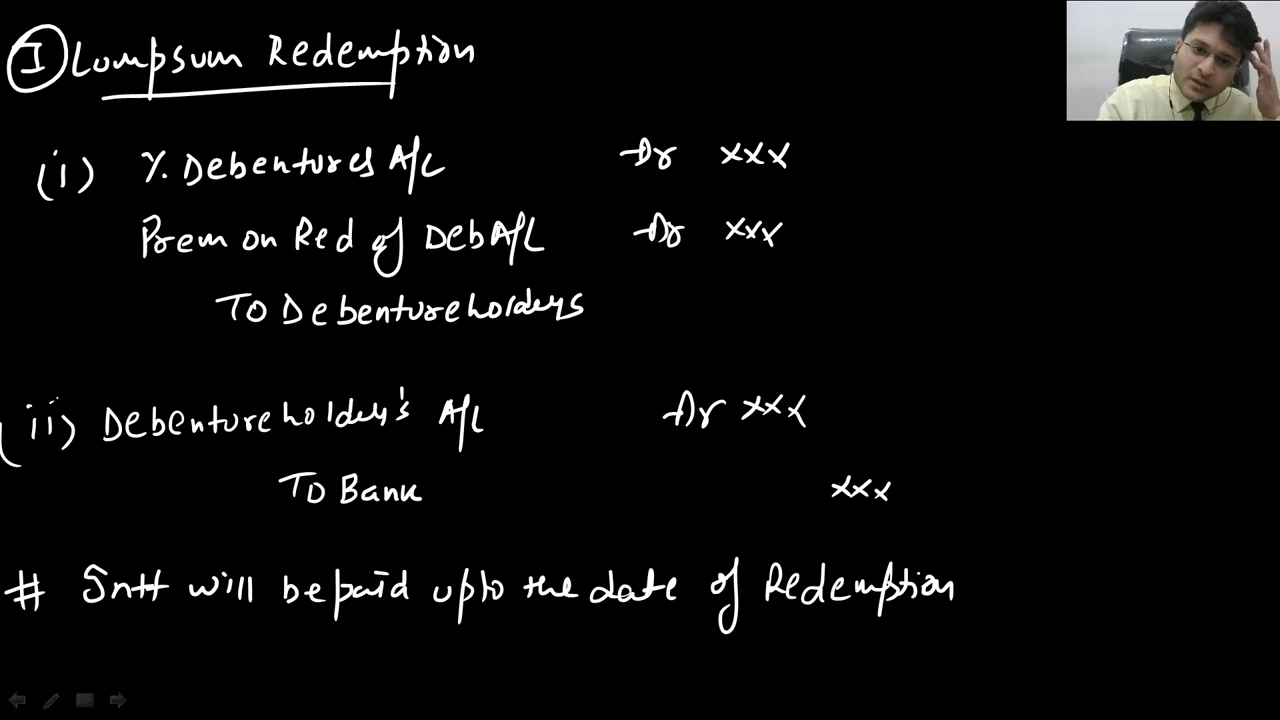 I Lumpsum Redemption
(i) % Debentures A/c Dr xxx
Prem on Red of Deb A/c Dr xxx
To Debentureholders
(ii) Debentureholder's A/c Dr xxx
To Bank xxx
# Intt will be paid upto the date of Redemption